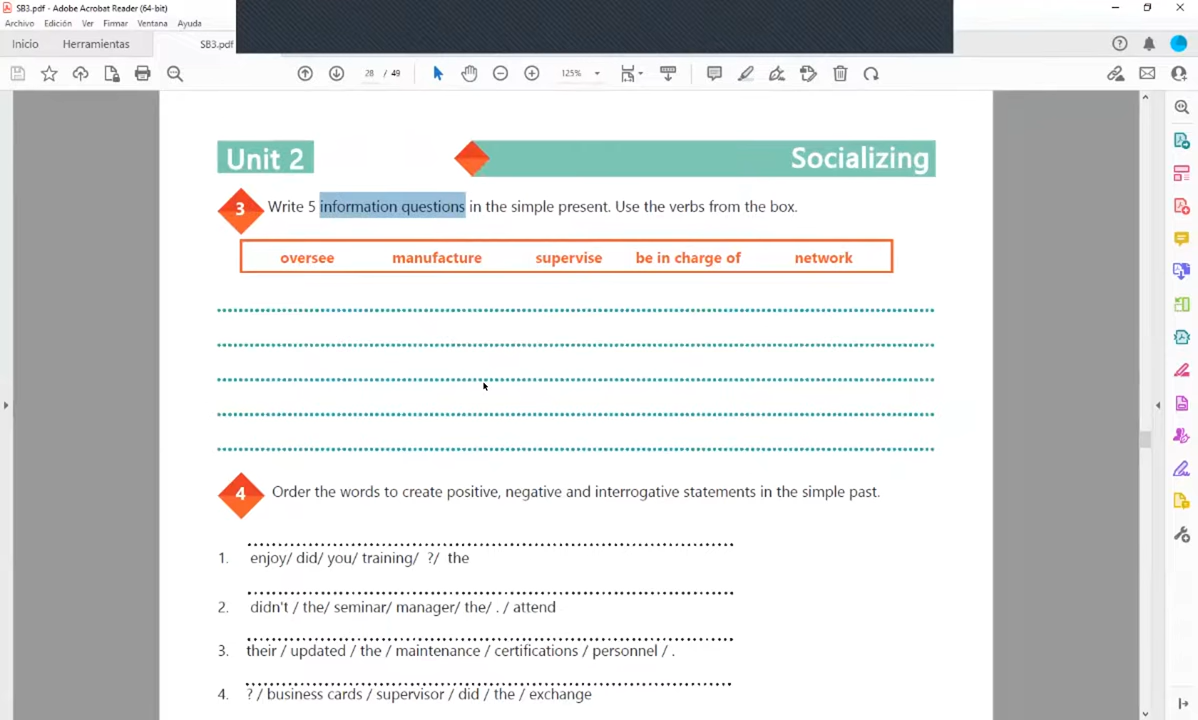 SB3.pdf - Adobe Acrobat Reader (64-bit)
Archivo Edición Ver Firmar Ventana Ayuda
Inicio Herramientas SB3.pdf
28 / 49 125%
Unit 2 Socializing
3 Write 5 information questions in the simple present. Use the verbs from the box.
oversee manufacture supervise be in charge of network
4 Order the words to create positive, negative and interrogative statements in the simple past.
1. enjoy/ did/ you/ training/ ?/ the
2. didn't / the/ seminar/ manager/ the/ . / attend
3. their / updated / the / maintenance / certifications / personnel / .
4. ? / business cards / supervisor / did / the / exchange